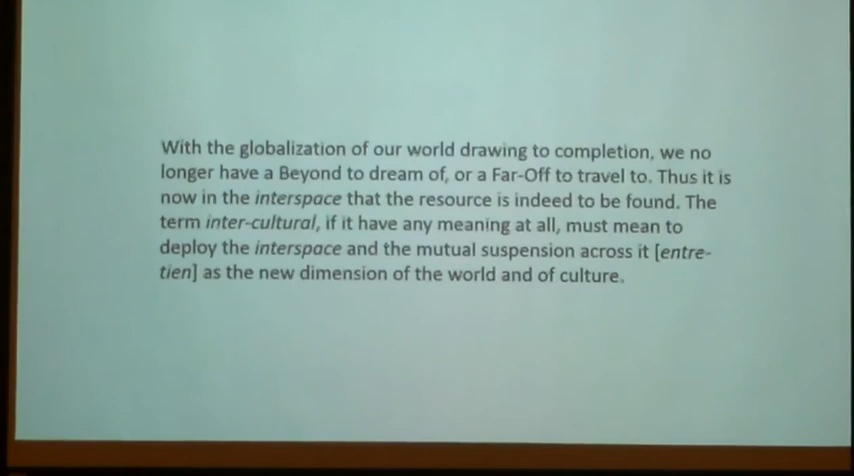 With the globalization of our world drawing to completion, we no
longer have a Beyond to dream of, or a Far-Off to travel to. Thus it is
now in the interspace that the resource is indeed to be found. The
term inter-cultural, if it have any meaning at all, must mean to
deploy the interspace and the mutual suspension across it [entre-
tien] as the new dimension of the world and of culture.